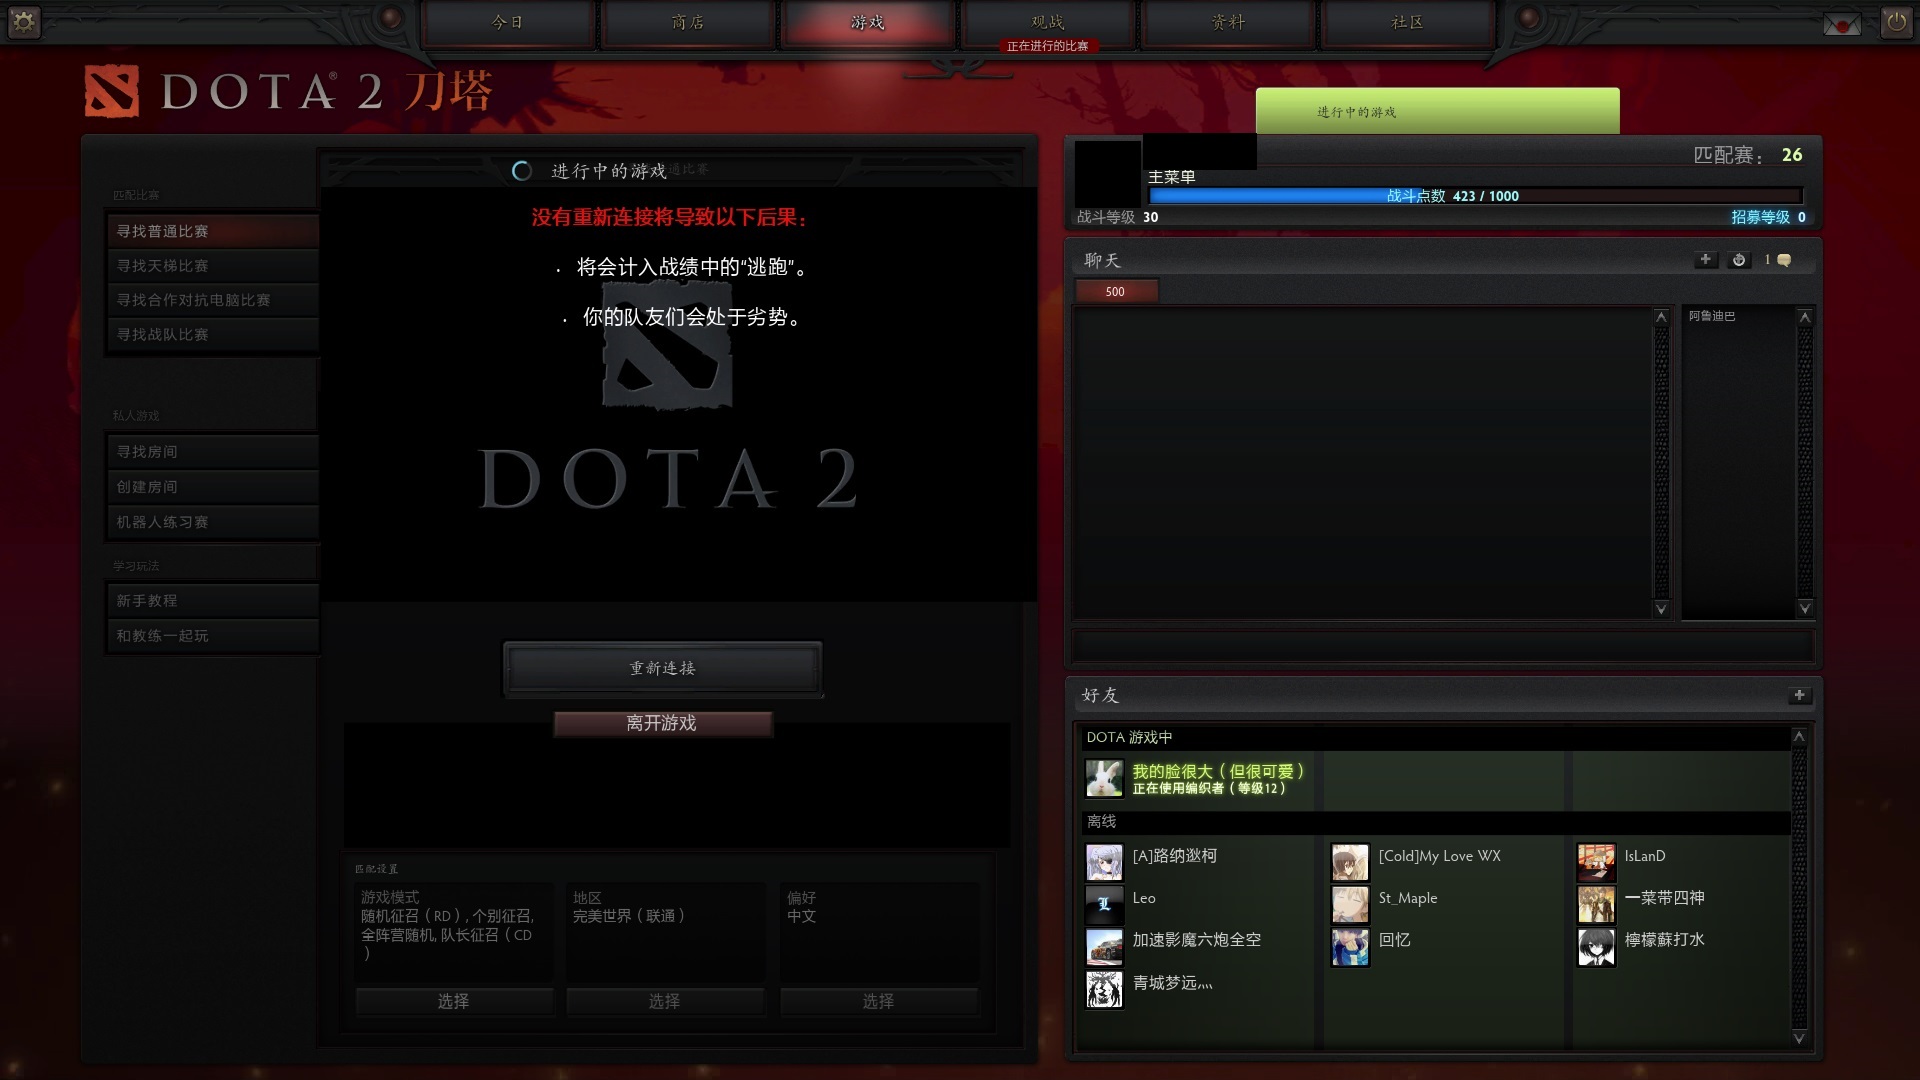 今日
商店
游戏
观战
资料
社区
正在进行的比赛
DOTA® 2 刀塔
进行中的游戏
匹配比赛
寻找普通比赛
寻找天梯比赛
寻找合作对抗电脑比赛
寻找战队比赛
私人游戏
寻找房间
创建房间
机器人练习赛
学习玩法
新手教程
和教练一起玩
进行中的游戏
没有重新连接将导致以下后果：
· 将会计入战绩中的“逃跑”。
· 你的队友们会处于劣势。
DOTA 2
重新连接
离开游戏
匹配设置
游戏模式
随机征召（RD）, 个别征召,
全阵营随机, 队长征召（CD
）
选择
地区
完美世界（联通）
选择
偏好
中文
选择
匹配赛： 26
主菜单
战斗点数 423 / 1000
战斗等级 30
招募等级 0
聊天
1
500
阿鲁迪巴
好友
DOTA 游戏中
我的脸很大（但很可爱）
正在使用编织者（等级12）
离线
[A]路纳逖柯
[Cold]My Love WX
IsLanD
Leo
St_Maple
一菜带四神
加速影魔六炮全空
回忆
檸檬蘇打水
青城梦远灬